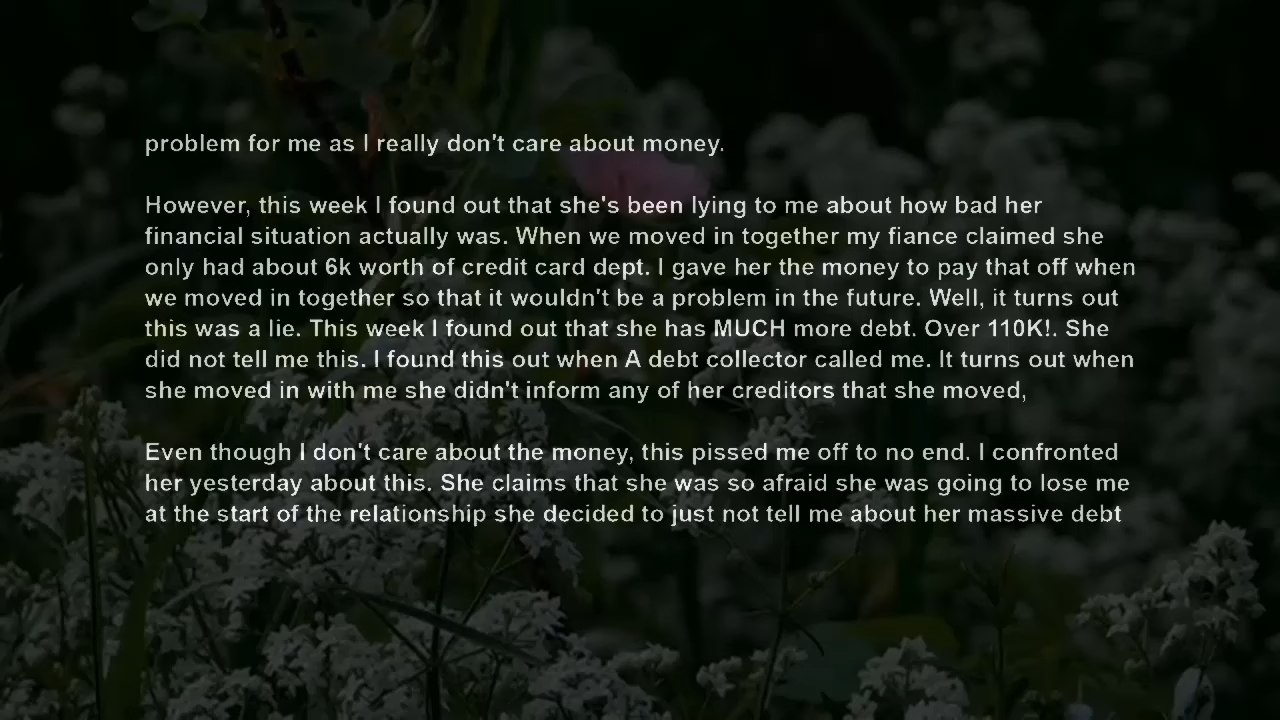 problem for me as I really don't care about money.
However, this week I found out that she's been lying to me about how bad her
financial situation actually was. When we moved in together my fiance claimed she
only had about 6k worth of credit card dept. I gave her the money to pay that off when
we moved in together so that it wouldn't be a problem in the future. Well, it turns out
this was a lie. This week I found out that she has MUCH more debt. Over 110K!. She
did not tell me this. I found this out when A debt collector called me. It turns out when
she moved in with me she didn't inform any of her creditors that she moved,
Even though I don't care about the money, this pissed me off to no end. I confronted
her yesterday about this. She claims that she was so afraid she was going to lose me
at the start of the relationship she decided to just not tell me about her massive debt